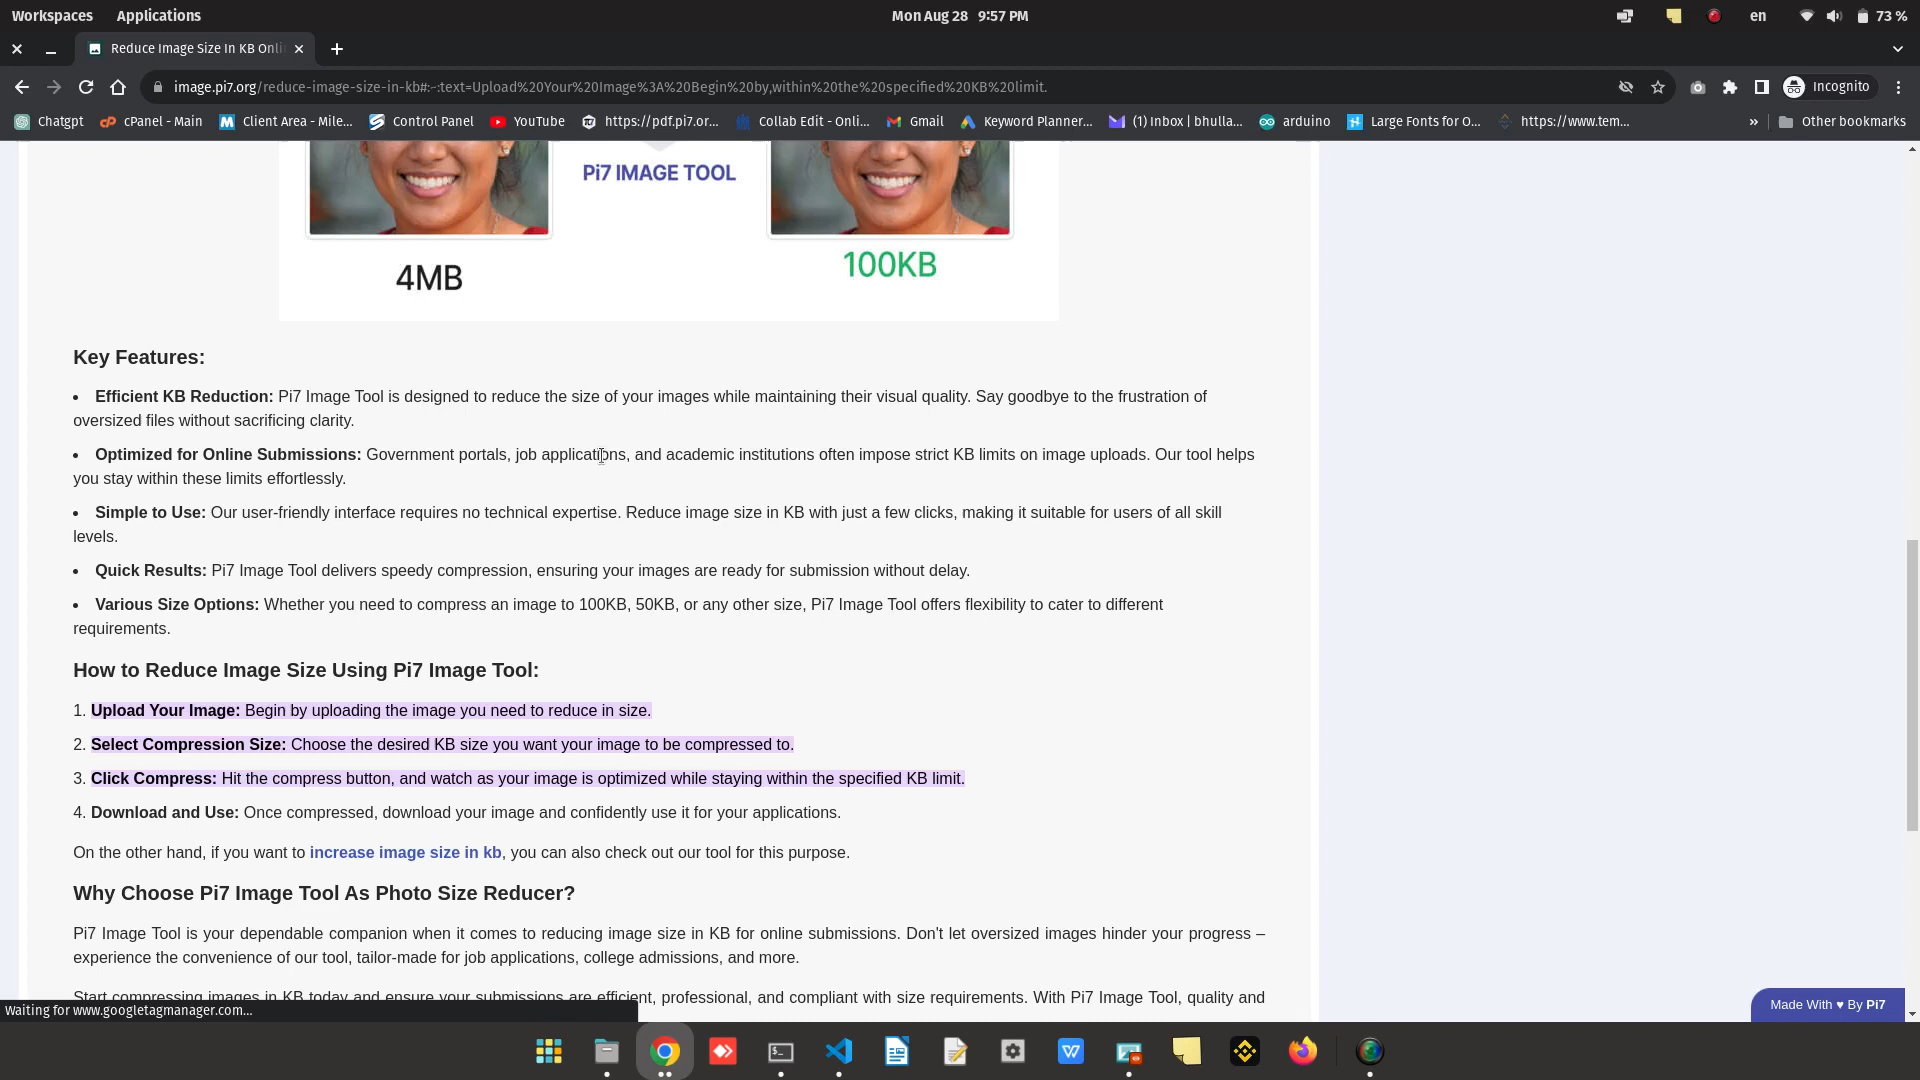 Workspaces Applications Mon Aug 28 9:57 PM en 73 %
Reduce Image Size In KB Onli
image.pi7.org/reduce-image-size-in-kb#:~:text=Upload%20Your%20Image%3A%20Begin%20by,within%20the%20specified%20KB%20limit. Incognito
Chatgpt cPanel - Main Client Area - Mile... Control Panel YouTube https://pdf.pi7.or... Collab Edit - Onli... Gmail Keyword Planner... (1) Inbox | bhulla... arduino Large Fonts for O... https://www.tem... » Other bookmarks
Pi7 IMAGE TOOL
4MB 100KB
Key Features:
• Efficient KB Reduction: Pi7 Image Tool is designed to reduce the size of your images while maintaining their visual quality. Say goodbye to the frustration of
oversized files without sacrificing clarity.
• Optimized for Online Submissions: Government portals, job applications, and academic institutions often impose strict KB limits on image uploads. Our tool helps
you stay within these limits effortlessly.
• Simple to Use: Our user-friendly interface requires no technical expertise. Reduce image size in KB with just a few clicks, making it suitable for users of all skill
levels.
• Quick Results: Pi7 Image Tool delivers speedy compression, ensuring your images are ready for submission without delay.
• Various Size Options: Whether you need to compress an image to 100KB, 50KB, or any other size, Pi7 Image Tool offers flexibility to cater to different
requirements.
How to Reduce Image Size Using Pi7 Image Tool:
1. Upload Your Image: Begin by uploading the image you need to reduce in size.
2. Select Compression Size: Choose the desired KB size you want your image to be compressed to.
3. Click Compress: Hit the compress button, and watch as your image is optimized while staying within the specified KB limit.
4. Download and Use: Once compressed, download your image and confidently use it for your applications.
On the other hand, if you want to increase image size in kb, you can also check out our tool for this purpose.
Why Choose Pi7 Image Tool As Photo Size Reducer?
Pi7 Image Tool is your dependable companion when it comes to reducing image size in KB for online submissions. Don't let oversized images hinder your progress –
experience the convenience of our tool, tailor-made for job applications, college admissions, and more.
Start compressing images in KB today and ensure your submissions are efficient, professional, and compliant with size requirements. With Pi7 Image Tool, quality and
Waiting for www.googletagmanager.com...
Made With ♥ By Pi7